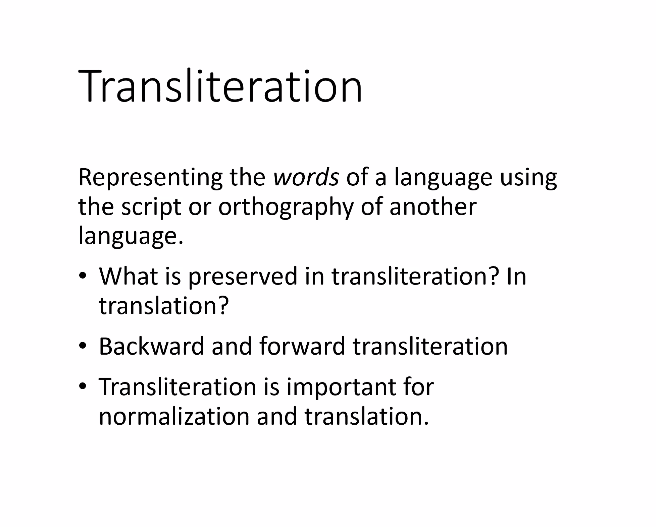 Transliteration
Representing the words of a language using
the script or orthography of another
language.
• What is preserved in transliteration? In
translation?
• Backward and forward transliteration
• Transliteration is important for
normalization and translation.